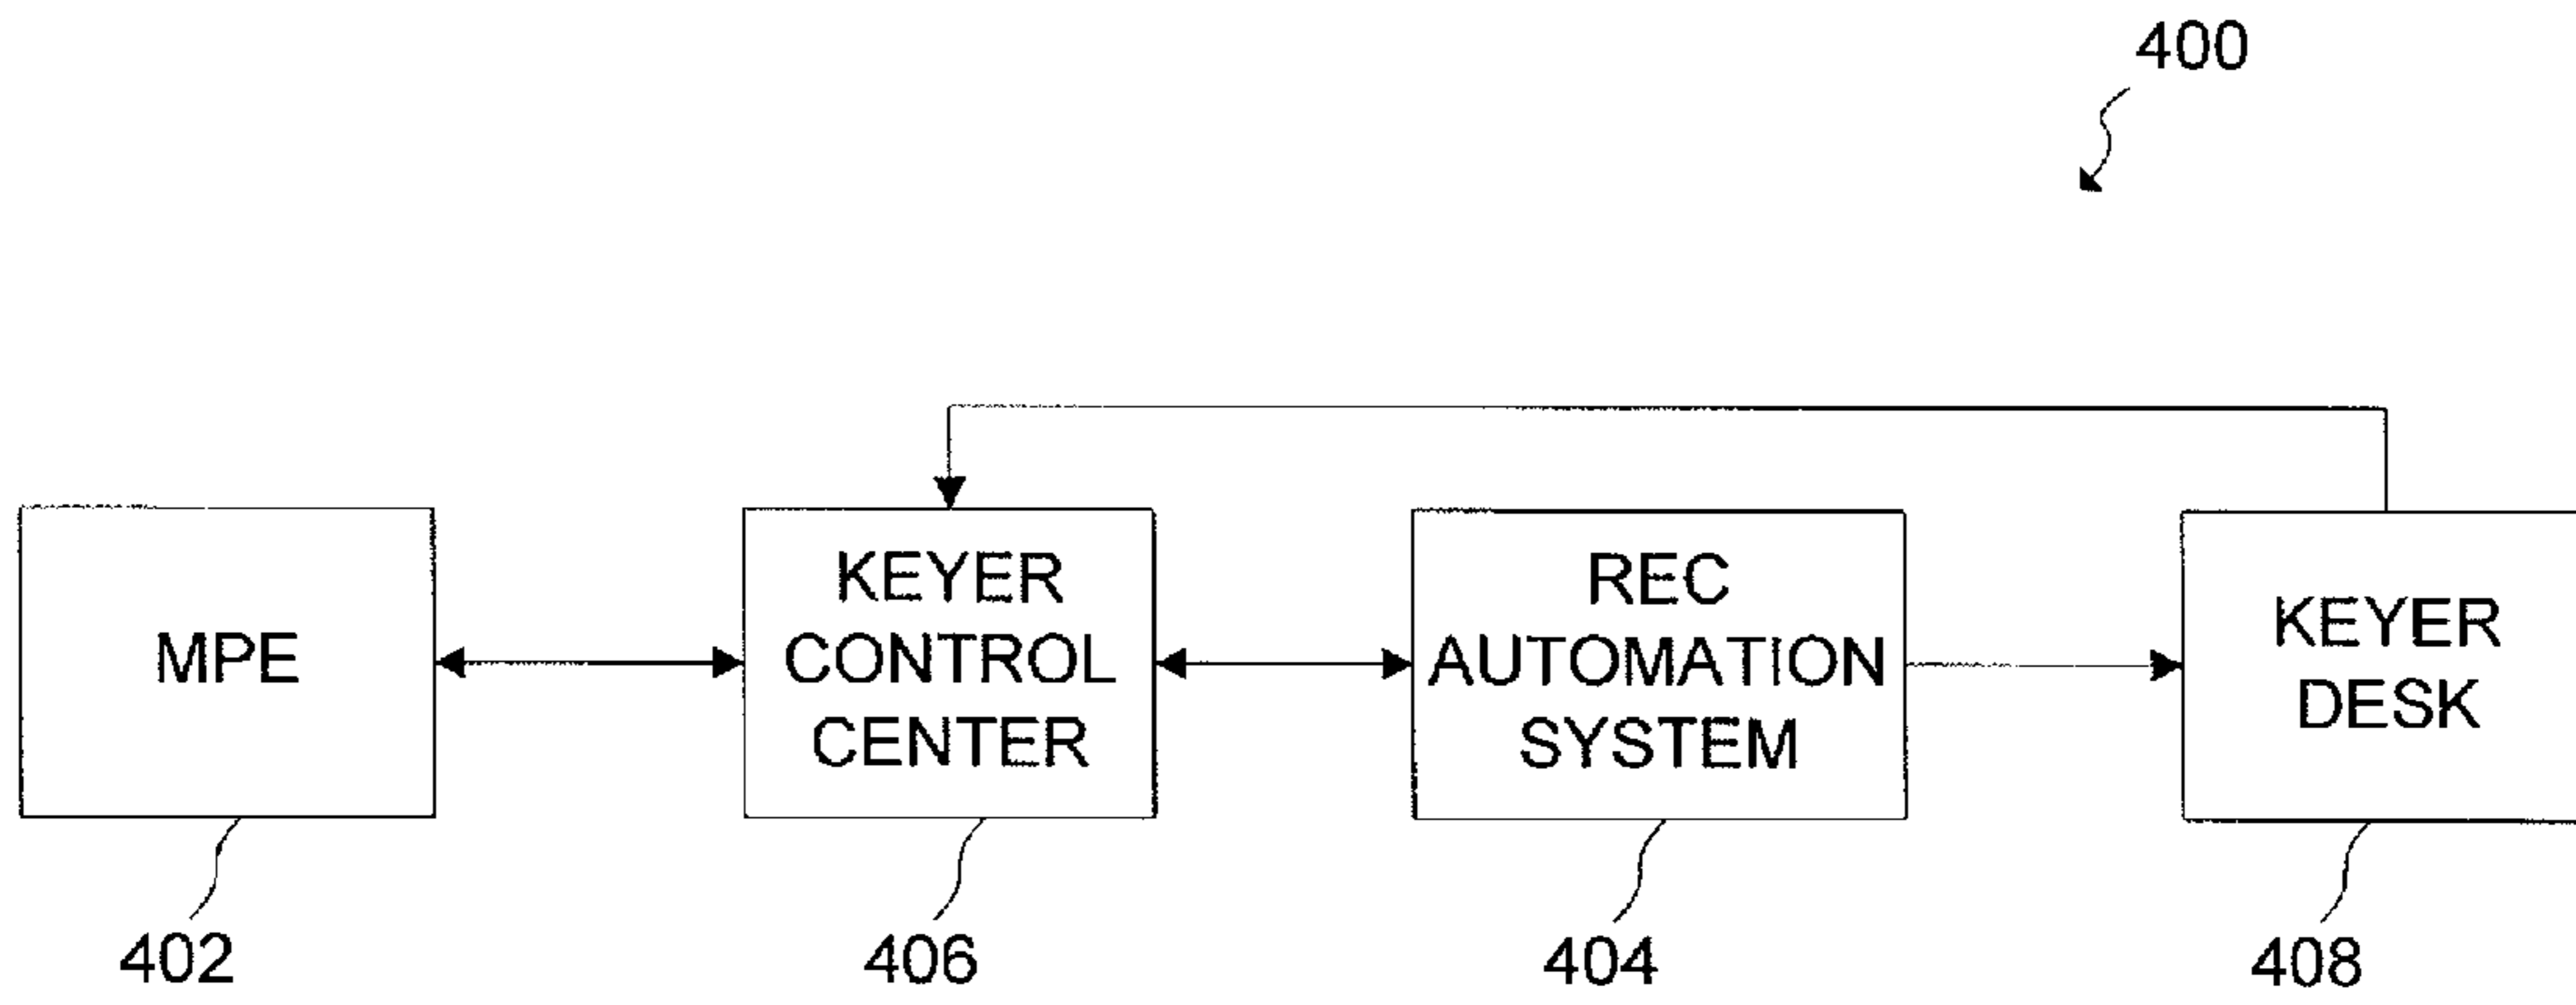 400
MPE
KEYER
CONTROL
CENTER
REC
AUTOMATION
SYSTEM
KEYER
DESK
402
406
404
408